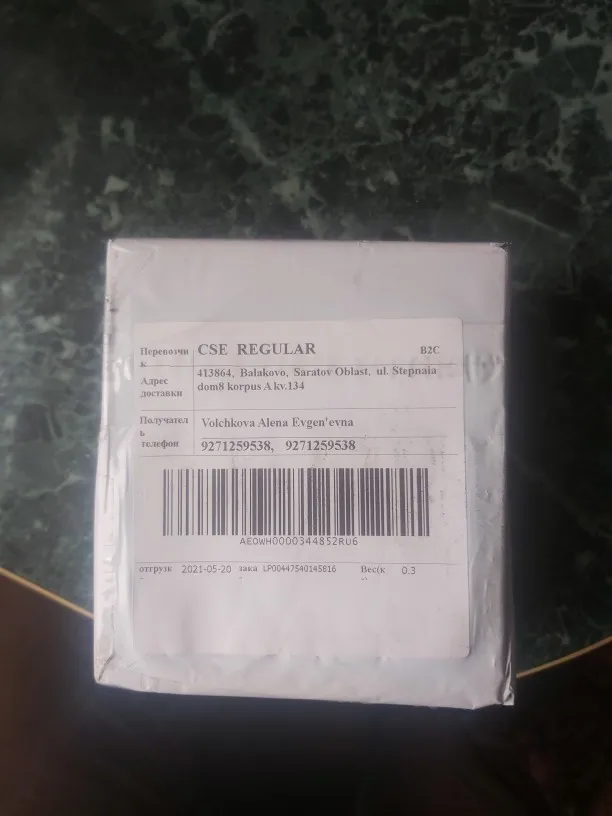 Перевозчи
к
CSE REGULAR
B2C
Адрес
доставки
413864, Balakovo, Saratov Oblast, ul. Stepnaia
dom8 korpus A kv.134
Получател
ь
телефон
Volchkova Alena Evgen'evna
9271259538, 9271259538
AEOWH0000344852RU6
отгрузк 2021-05-20 зака LP00447540145816 Вес(к 0.3